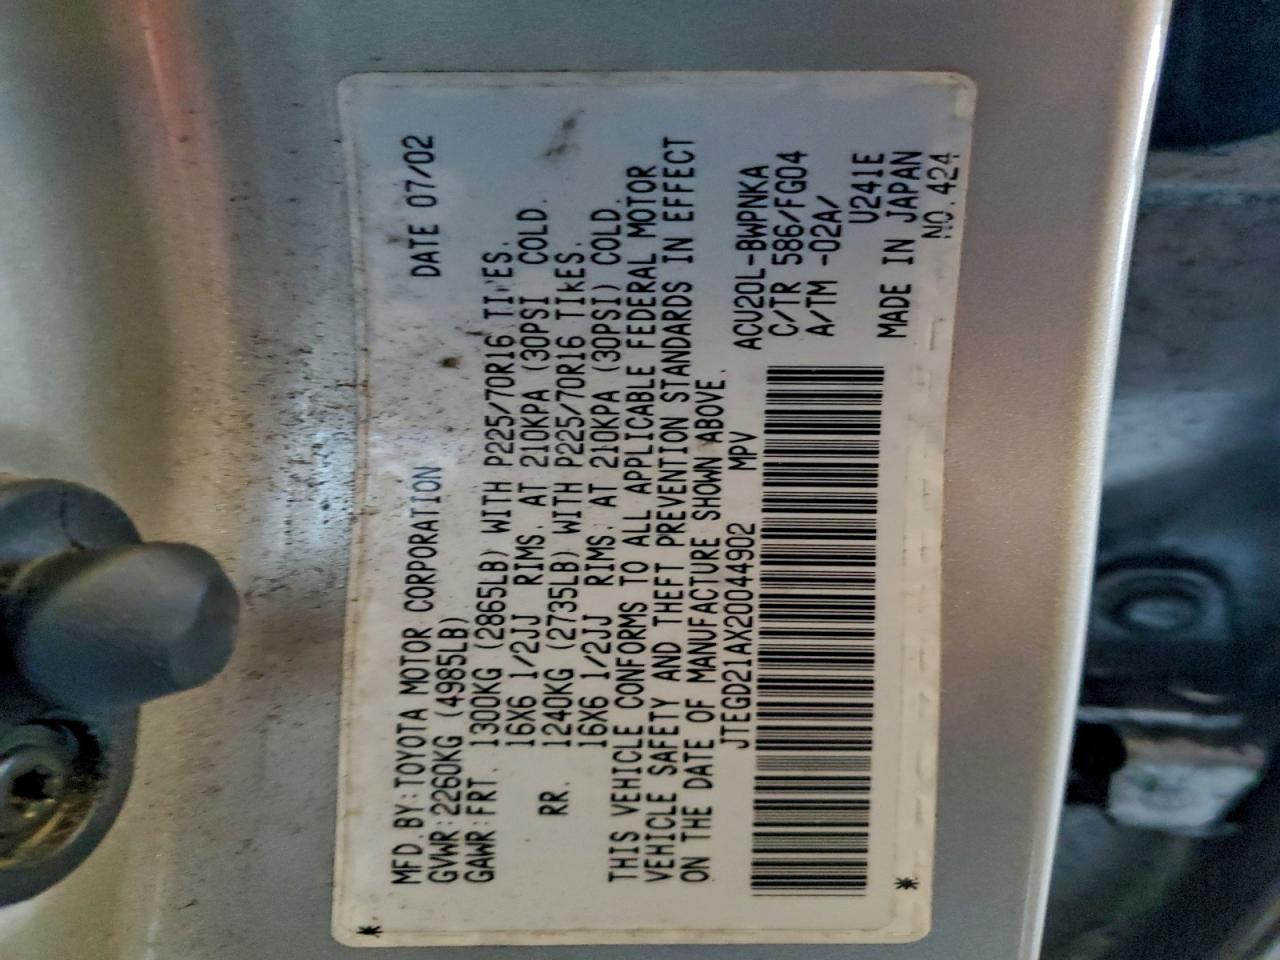 MFD.BY:TOYOTA MOTOR CORPORATION DATE 07/02
GVWR:2260KG (4985LB)
GAWR:FRT. 1300KG (2865LB) WITH P225/70R16 TIRES.
16X6 1/2JJ RIMS. AT 210KPA (30PSI COLD.
RR. 1240KG (2735LB) WITH P225/70R16 TIRES.
16X6 1/2JJ RIMS. AT 210KPA (30PSI) COLD.
THIS VEHICLE CONFORMS TO ALL APPLICABLE FEDERAL MOTOR
VEHICLE SAFETY AND THEFT PREVENTION STANDARDS IN EFFECT
ON THE DATE OF MANUFACTURE SHOWN ABOVE.
JTEGD21AX20044902 MPV
ACU20L-BWPNKA
C/TR 586/FG04
A/TM -02A/
U241E
MADE IN JAPAN
NO.424